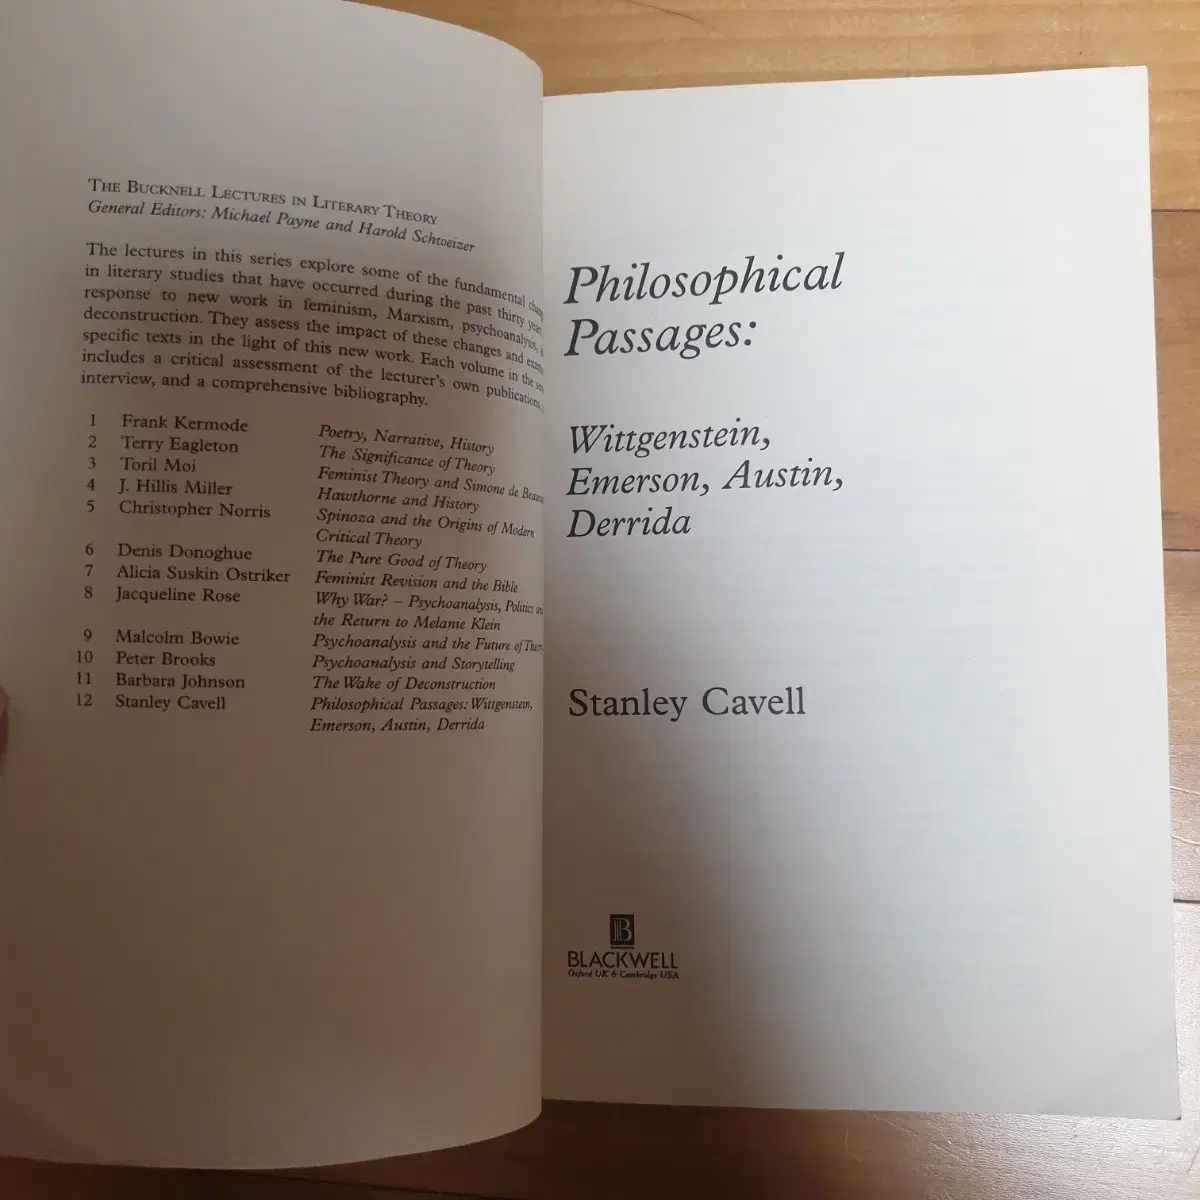 THE BUCKNELL LECTURES IN LITERARY THEORY
General Editors: Michael Payne and Harold Schweizer
The lectures in this series explore some of the fundamental
in literary studies that have occurred during the past thirty
response to new work in feminism, Marxism, psychoanalysis,
deconstruction. They assess the impact of these changes and
specific texts in the light of this new work. Each volume in the
includes a critical assessment of the lecturer's own publications,
interview, and a comprehensive bibliography.
1 Frank Kermode Poetry, Narrative, History
2 Terry Eagleton The Significance of Theory
3 Toril Moi Feminist Theory and Simone de
4 J. Hillis Miller Hawthorne and History
5 Christopher Norris Spinoza and the Origins of Modern
Critical Theory
6 Denis Donoghue The Pure Good of Theory
7 Alicia Suskin Ostriker Feminist Revision and the Bible
8 Jacqueline Rose Why War? – Psychoanalysis, Politics
the Return to Melanie Klein
9 Malcolm Bowie Psychoanalysis and the Future of
10 Peter Brooks Psychoanalysis and Storytelling
11 Barbara Johnson The Wake of Deconstruction
12 Stanley Cavell Philosophical Passages: Wittgenstein,
Emerson, Austin, Derrida
Philosophical
Passages:
Wittgenstein,
Emerson, Austin,
Derrida
Stanley Cavell
B
BLACKWELL
Oxford UK & Cambridge USA